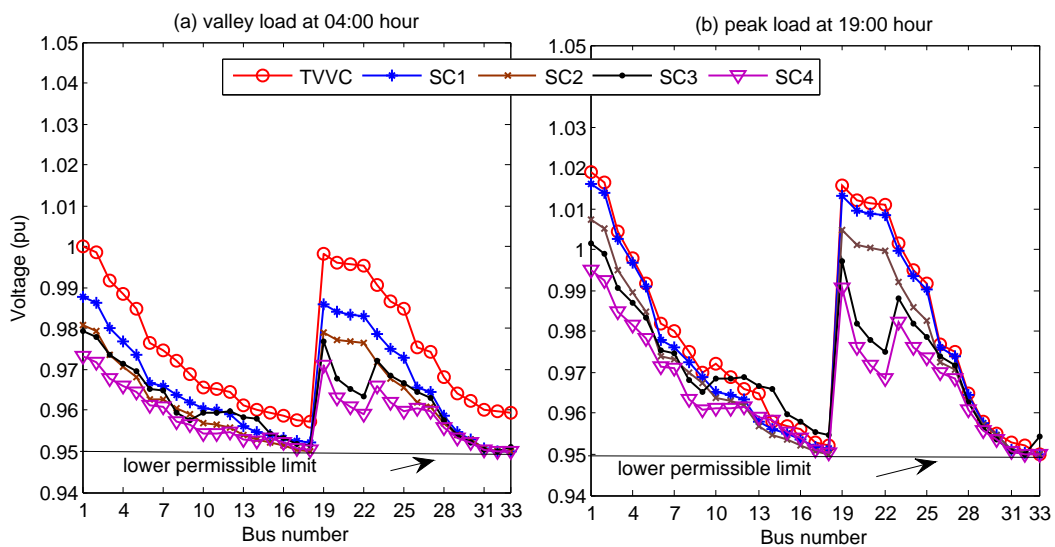 (a) valley load at 04:00 hour
(b) peak load at 19:00 hour
TVVC SC1 SC2 SC3 SC4
Voltage (pu)
1.05
1.04
1.03
1.02
1.01
1
0.99
0.98
0.97
0.96
0.95
0.94
lower permissible limit
1 4 7 10 13 16 19 22 25 28 31 33
Bus number
1.05
1.04
1.03
1.02
1.01
1
0.99
0.98
0.97
0.96
0.95
0.94
lower permissible limit
1 4 7 10 13 16 19 22 25 28 31 33
Bus number